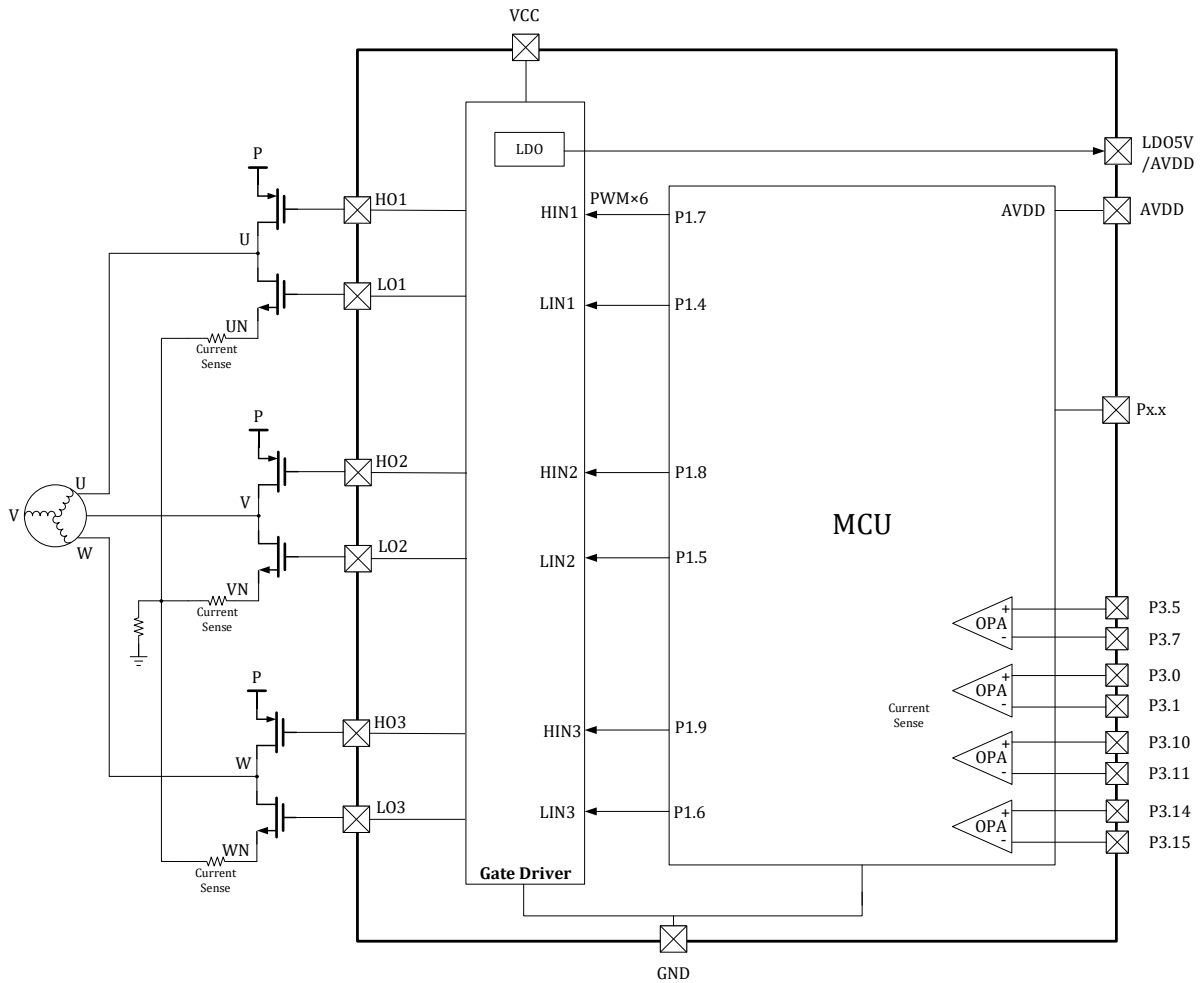 VCC
LDO
LDO5V
/AVDD
P
HO1
HIN1
PWM×6
P1.7
AVDD
AVDD
U
LO1
LIN1
P1.4
UN
Current
Sense
P
Px.x
HO2
HIN2
P1.8
U
V
V
MCU
W
LO2
LIN2
P1.5
VN
Current
Sense
+
OPA
-
P3.5
P3.7
P
+
OPA
-
P3.0
P3.1
Current
Sense
HO3
HIN3
P1.9
W
+
OPA
-
P3.10
P3.11
LO3
LIN3
P1.6
+
OPA
-
P3.14
P3.15
WN
Current
Sense
Gate Driver
GND